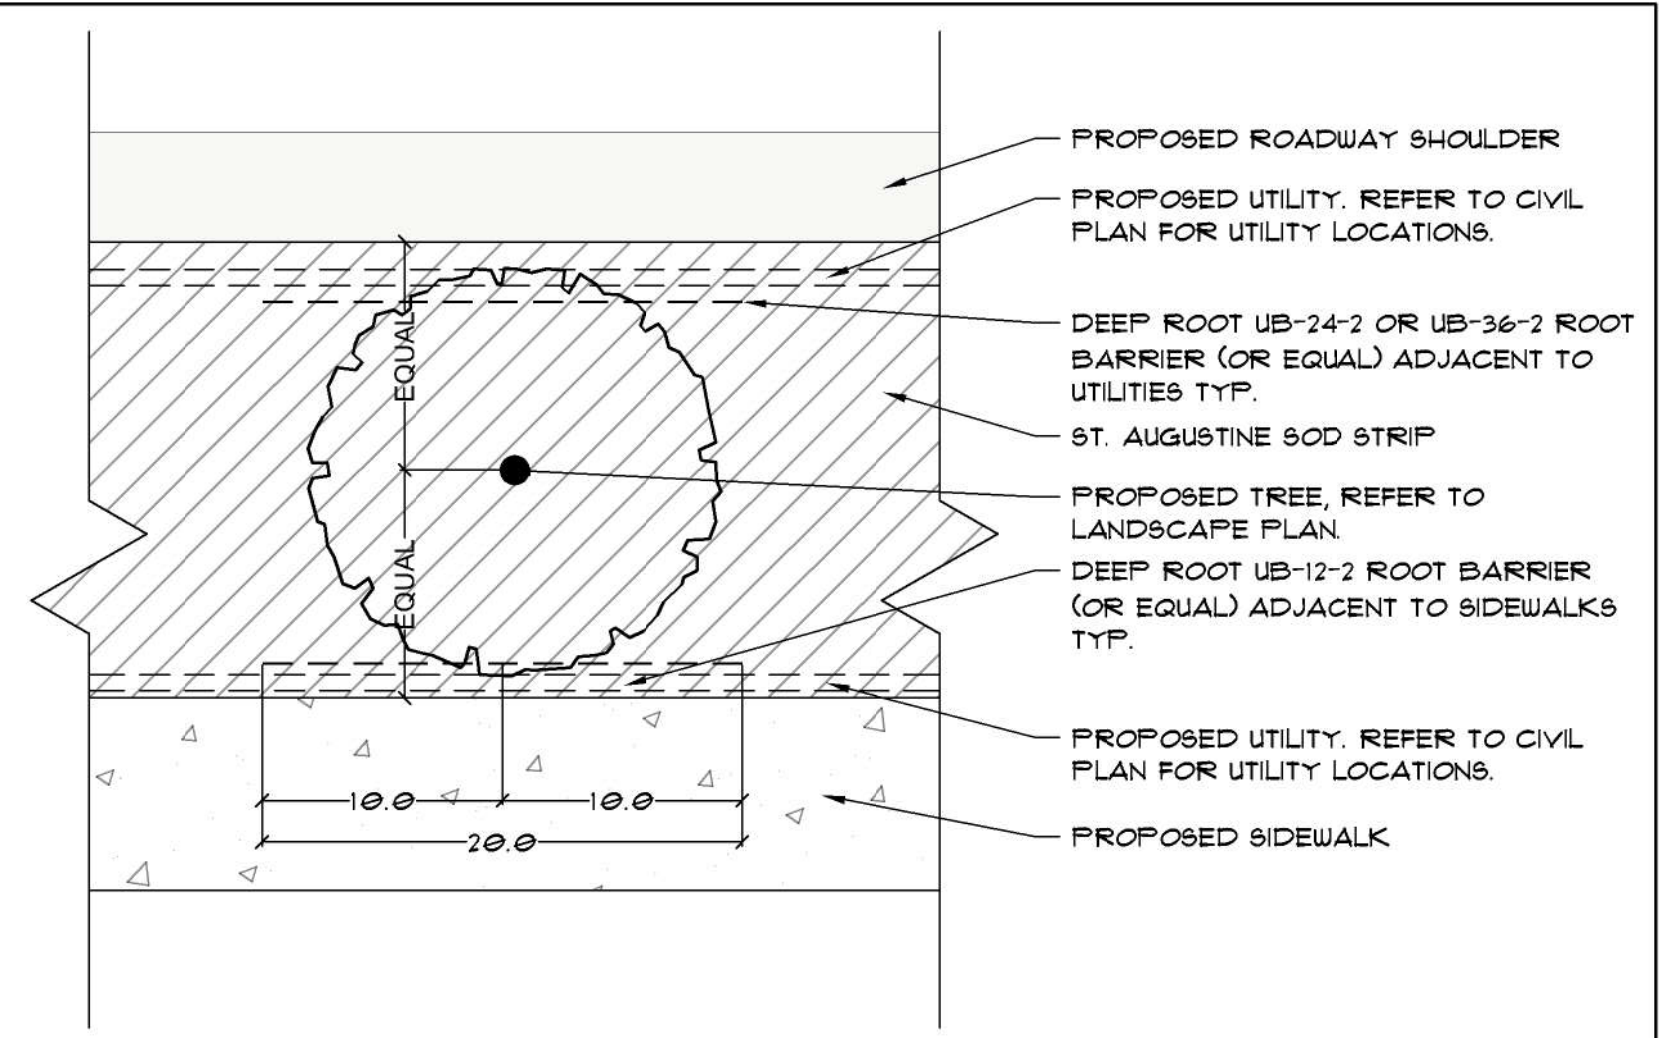 PROPOSED ROADWAY SHOULDER
PROPOSED UTILITY. REFER TO CIVIL
PLAN FOR UTILITY LOCATIONS.
DEEP ROOT UB-24-2 OR UB-36-2 ROOT
BARRIER (OR EQUAL) ADJACENT TO
UTILITIES TYP.
ST. AUGUSTINE SOD STRIP
PROPOSED TREE, REFER TO
LANDSCAPE PLAN.
DEEP ROOT UB-12-2 ROOT BARRIER
(OR EQUAL) ADJACENT TO SIDEWALKS
TYP.
PROPOSED UTILITY. REFER TO CIVIL
PLAN FOR UTILITY LOCATIONS.
PROPOSED SIDEWALK
EQUAL
EQUAL
10.0
10.0
20.0